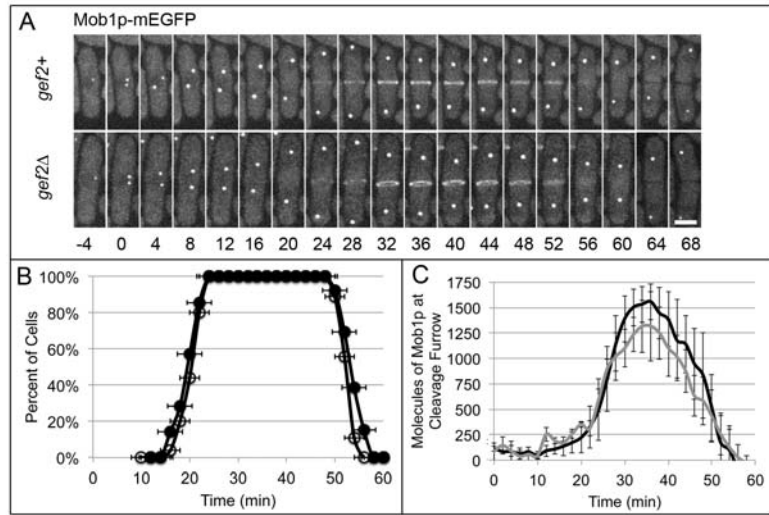 A Mob1p-mEGFP
gef2+
gef2Δ
-4 0 4 8 12 16 20 24 28 32 36 40 44 48 52 56 60 64 68
B
Percent of Cells
100%
80%
60%
40%
20%
0%
0 10 20 30 40 50 60
Time (min)
C
Molecules of Mob1p at
Cleavage Furrow
1750
1500
1250
1000
750
500
250
0
0 10 20 30 40 50 60
Time (min)